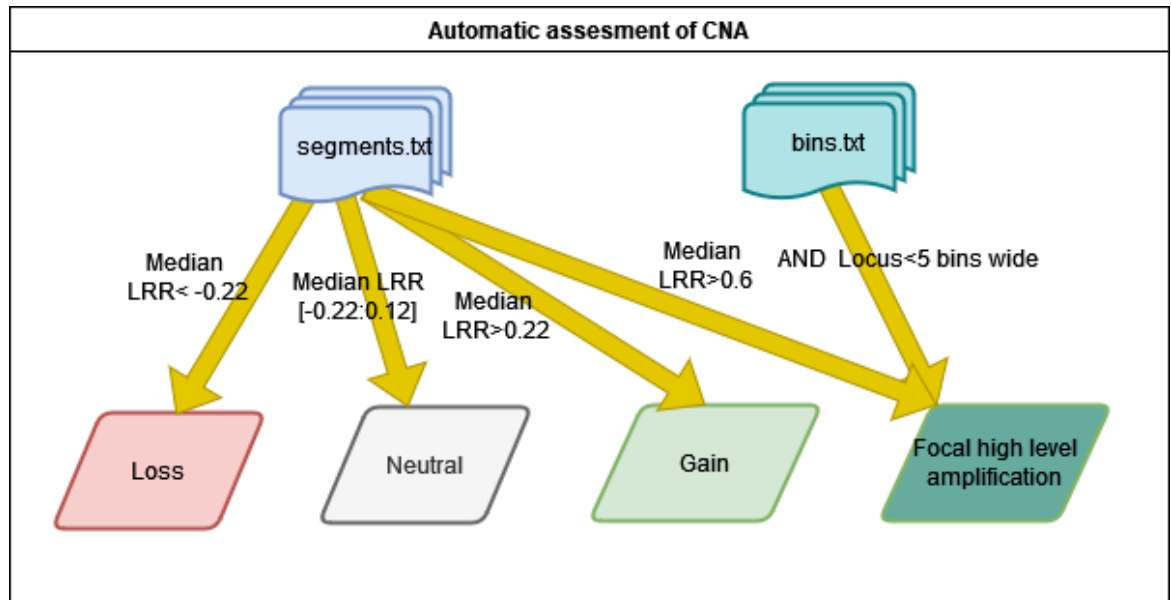 Automatic assesment of CNA
segments.txt
bins.txt
Median
LRR< -0.22
Median LRR
[-0.22:0.12]
Median
LRR>0.22
Median
LRR>0.6
AND  Locus<5 bins wide
Loss
Neutral
Gain
Focal high level
amplification